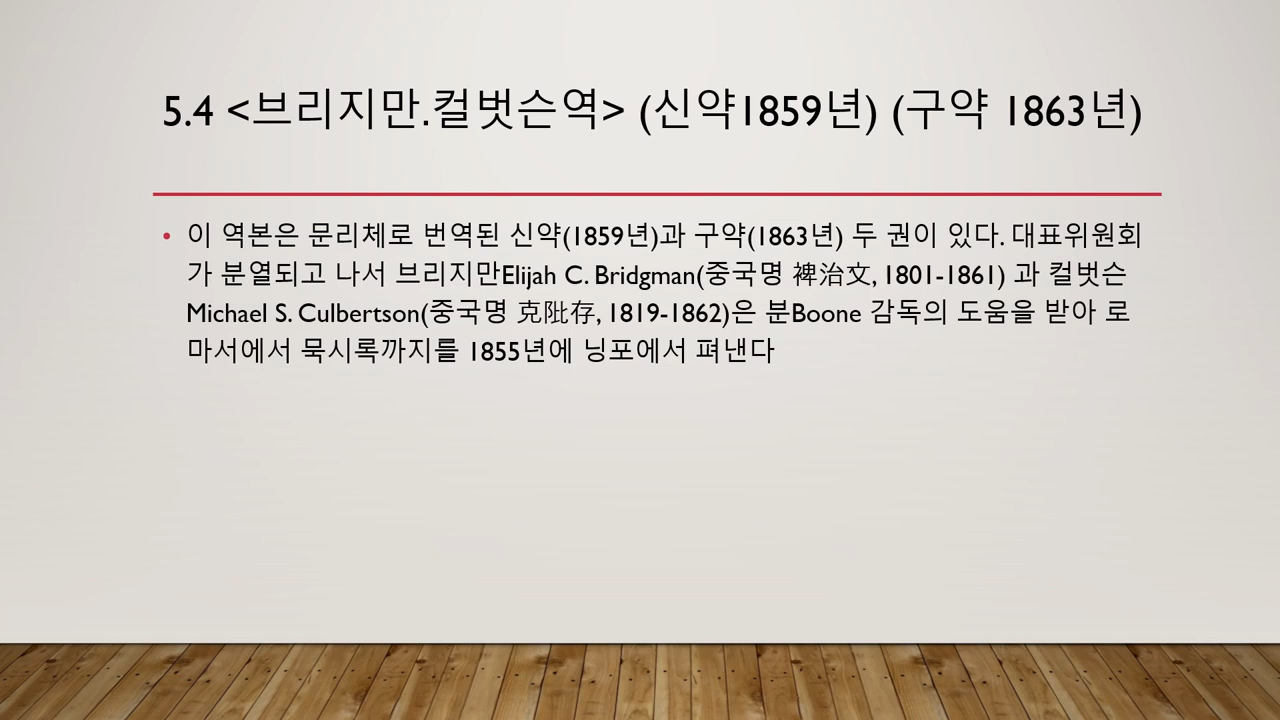 5.4 <브리지만.컬벗슨역> (신약1859년) (구약 1863년)
• 이 역본은 문리체로 번역된 신약(1859년)과 구약(1863년) 두 권이 있다. 대표위원회
가 분열되고 나서 브리지만Elijah C. Bridgman(중국명 裨治文, 1801-1861) 과 컬벗슨
Michael S. Culbertson(중국명 克阯存, 1819-1862)은 분Boone 감독의 도움을 받아 로
마서에서 묵시록까지를 1855년에 닝포에서 펴낸다